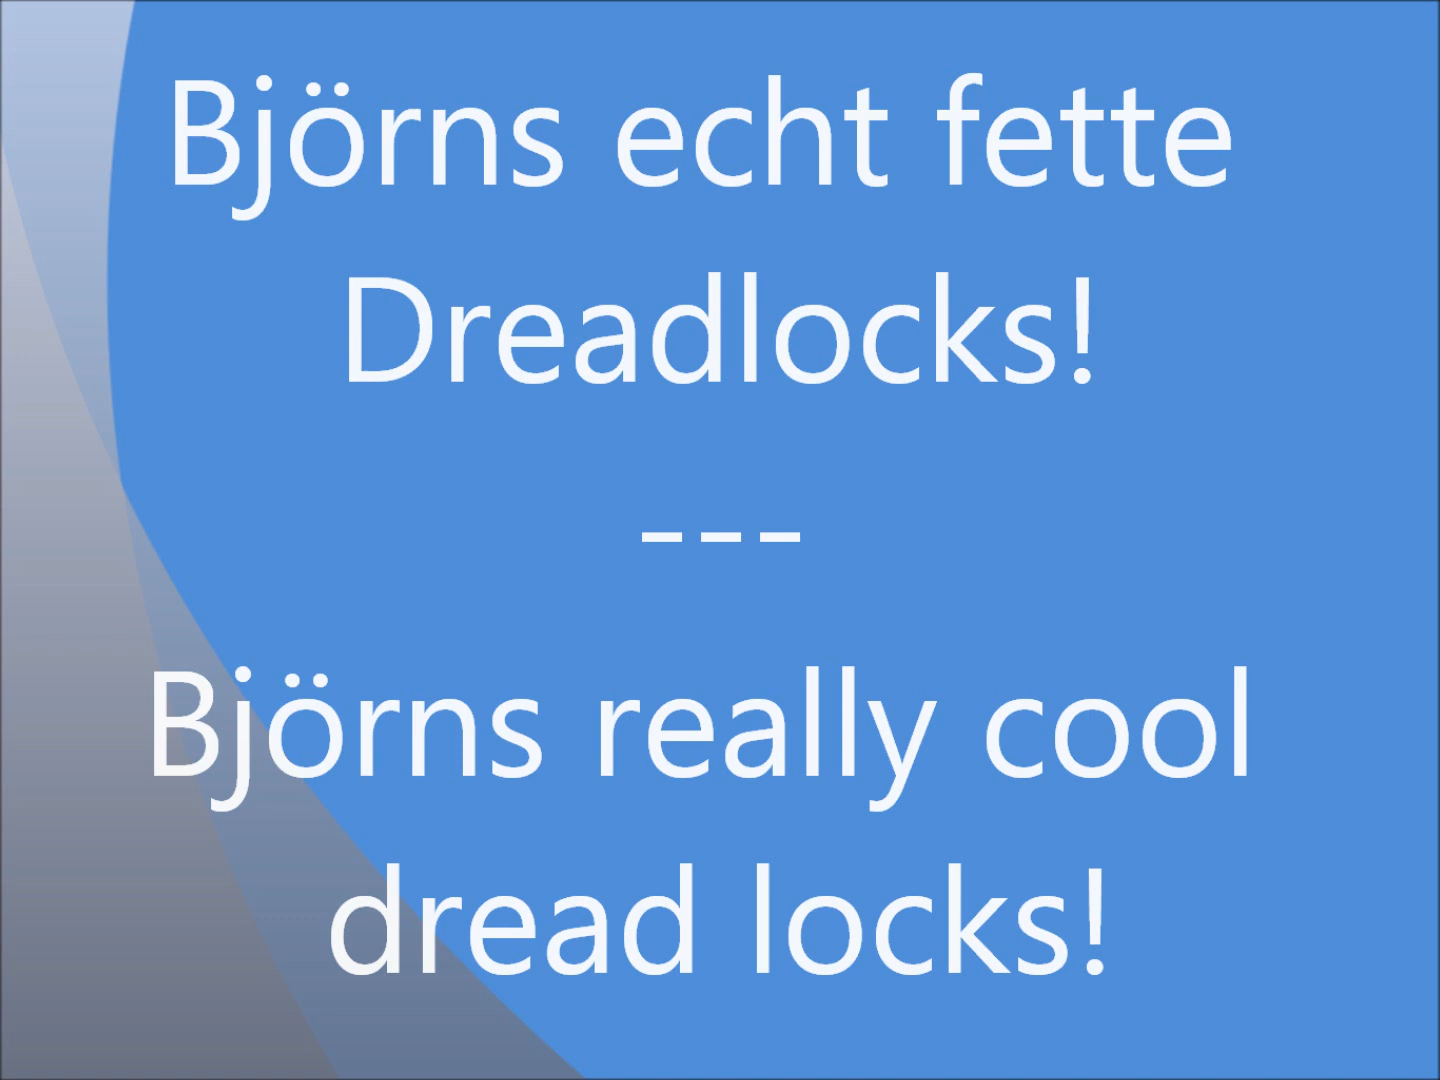 Björns echt fette
Dreadlocks!
---
Björns really cool
dread locks!